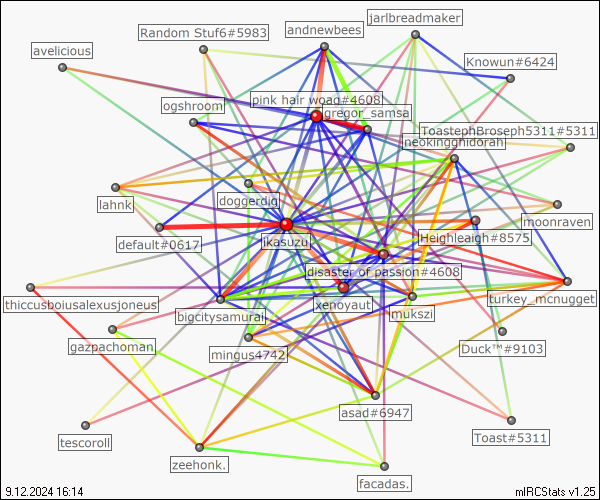 jarlbreadmaker
andnewbees
Random Stuf6#5983
avelicious
Knowun#6424
pink hair woag#4608
ogshroom
gregor_samsa
ToastephBroseph5311#5311
neokingghidorah
lahnk
doggerdig
moonraven
default#0617
jkasuzu
Heighleaigh#8575
disaster of passion#4608
thiccusboiusalexusjoneus
xenoyaut
turkey_mcnugget
bigcitysamurai
mukszi
gazpachoman
mingus4742
Duck™#9103
asad#6947
tescoroll
Toast#5311
zeehonk.
facadas.
9.12.2024 16:14
mIRCStats v1.25